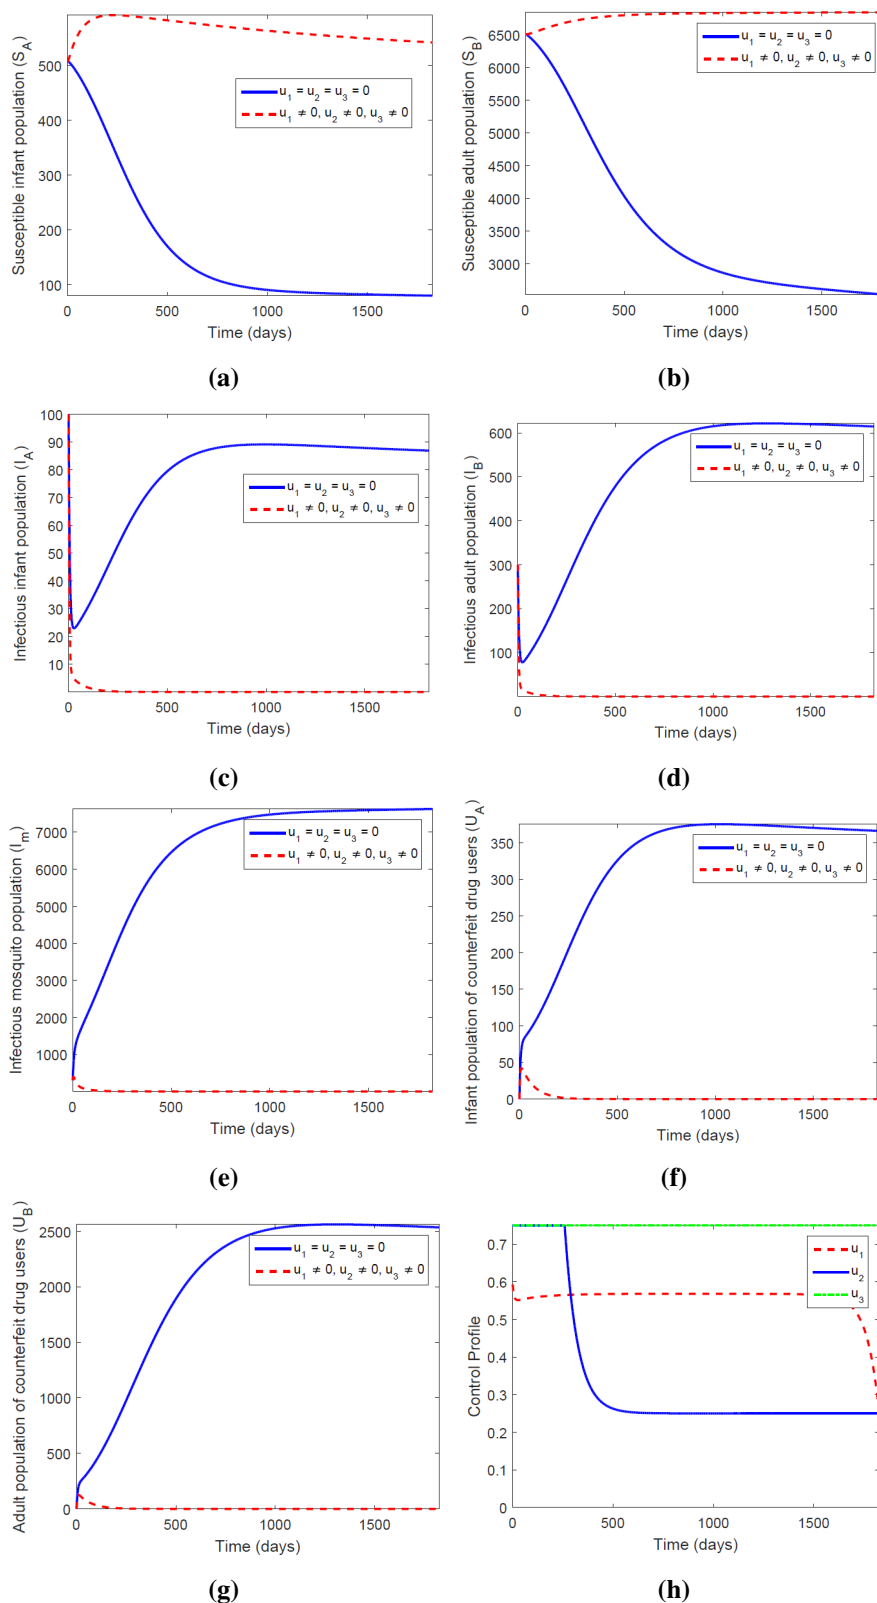 Susceptible infant population (S_A)
500
400
300
200
100
u_1 = u_2 = u_3 = 0
u_1 ≠ 0, u_2 ≠ 0, u_3 ≠ 0
0 500 1000 1500
Time (days)
(a)
Susceptible adult population (S_B)
6500
6000
5500
5000
4500
4000
3500
3000
u_1 = u_2 = u_3 = 0
u_1 ≠ 0, u_2 ≠ 0, u_3 ≠ 0
0 500 1000 1500
Time (days)
(b)
Infectious infant population (I_A)
100
90
80
70
60
50
40
30
20
10
u_1 = u_2 = u_3 = 0
u_1 ≠ 0, u_2 ≠ 0, u_3 ≠ 0
0 500 1000 1500
Time (days)
(c)
Infectious adult population (I_B)
600
500
400
300
200
100
u_1 = u_2 = u_3 = 0
u_1 ≠ 0, u_2 ≠ 0, u_3 ≠ 0
0 500 1000 1500
Time (days)
(d)
Infectious mosquito population (I_m)
7000
6000
5000
4000
3000
2000
1000
u_1 = u_2 = u_3 = 0
u_1 ≠ 0, u_2 ≠ 0, u_3 ≠ 0
0 500 1000 1500
Time (days)
(e)
Infant population of counterfeit drug users (U_A)
350
300
250
200
150
100
50
0
u_1 = u_2 = u_3 = 0
u_1 ≠ 0, u_2 ≠ 0, u_3 ≠ 0
0 500 1000 1500
Time (days)
(f)
Adult population of counterfeit drug users (U_B)
2500
2000
1500
1000
500
0
u_1 = u_2 = u_3 = 0
u_1 ≠ 0, u_2 ≠ 0, u_3 ≠ 0
0 500 1000 1500
Time (days)
(g)
Control Profile
0.7
0.6
0.5
0.4
0.3
0.2
0.1
0
u_1
u_2
u_3
0 500 1000 1500
Time (days)
(h)